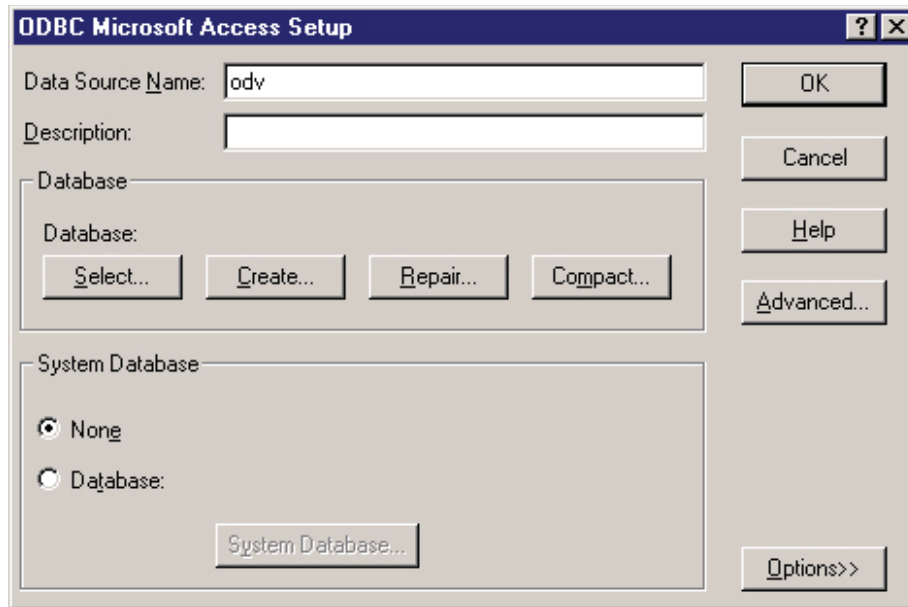 ODBC Microsoft Access Setup
Data Source Name: odv
OK
Description:
Cancel
Database
Database:
Help
Select... Create... Repair... Compact...
Advanced...
System Database
None
Database:
System Database...
Options>>